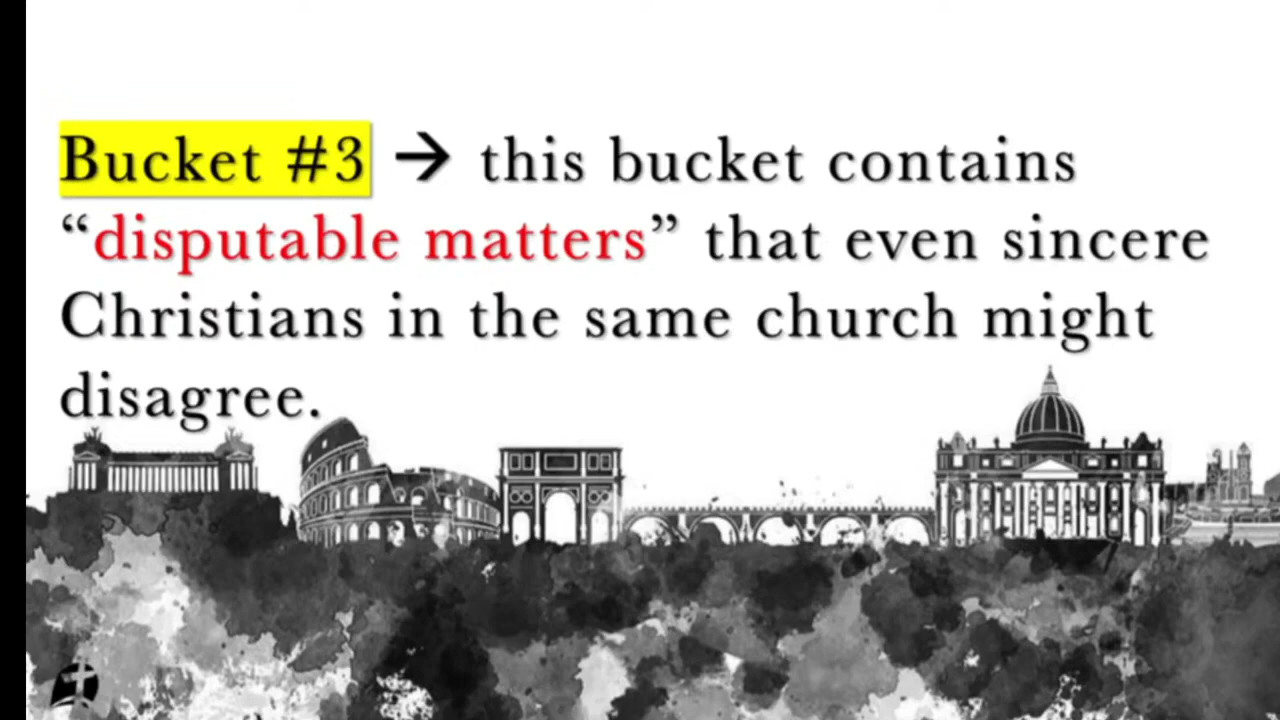 Bucket #3 → this bucket contains
“disputable matters” that even sincere
Christians in the same church might
disagree.